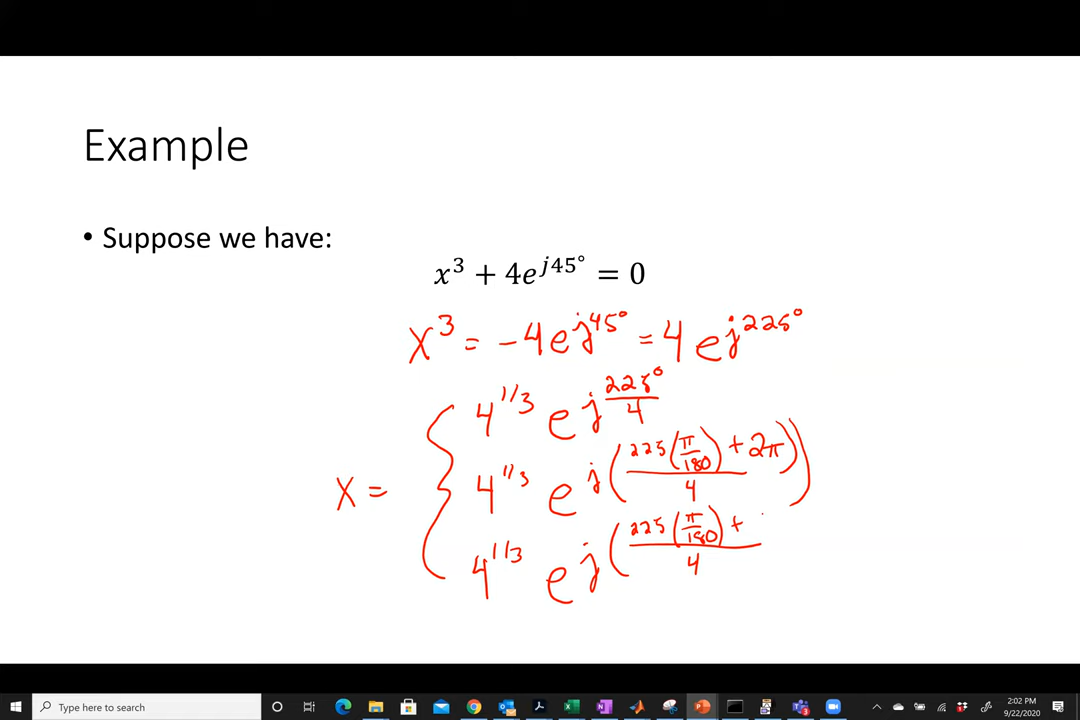 Example
• Suppose we have:
x³ + 4e^{j45°} = 0
x³ = -4e^{j45°} = 4e^{j225°}
4^{1/3} e^{j 225°/4}
x = { 4^{1/3} e^{j((225(π/180) + 2π)/4)}
4^{1/3} e^{j((225(π/180) +)/4}
Type here to search
2:02 PM
9/22/2020